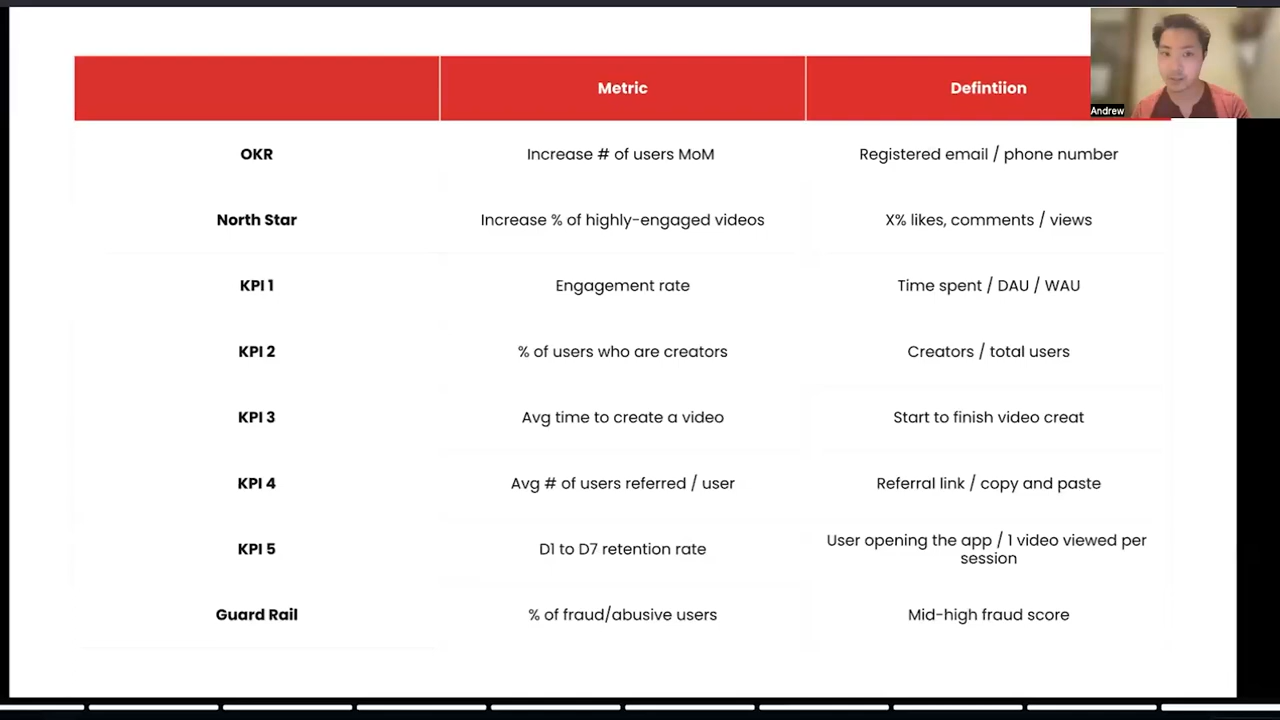 Metric
Defintiion
Andrew
OKR
Increase # of users MoM
Registered email / phone number
North Star
Increase % of highly-engaged videos
X% likes, comments / views
KPI 1
Engagement rate
Time spent / DAU / WAU
KPI 2
% of users who are creators
Creators / total users
KPI 3
Avg time to create a video
Start to finish video creat
KPI 4
Avg # of users referred / user
Referral link / copy and paste
KPI 5
D1 to D7 retention rate
User opening the app / 1 video viewed per
session
Guard Rail
% of fraud/abusive users
Mid-high fraud score